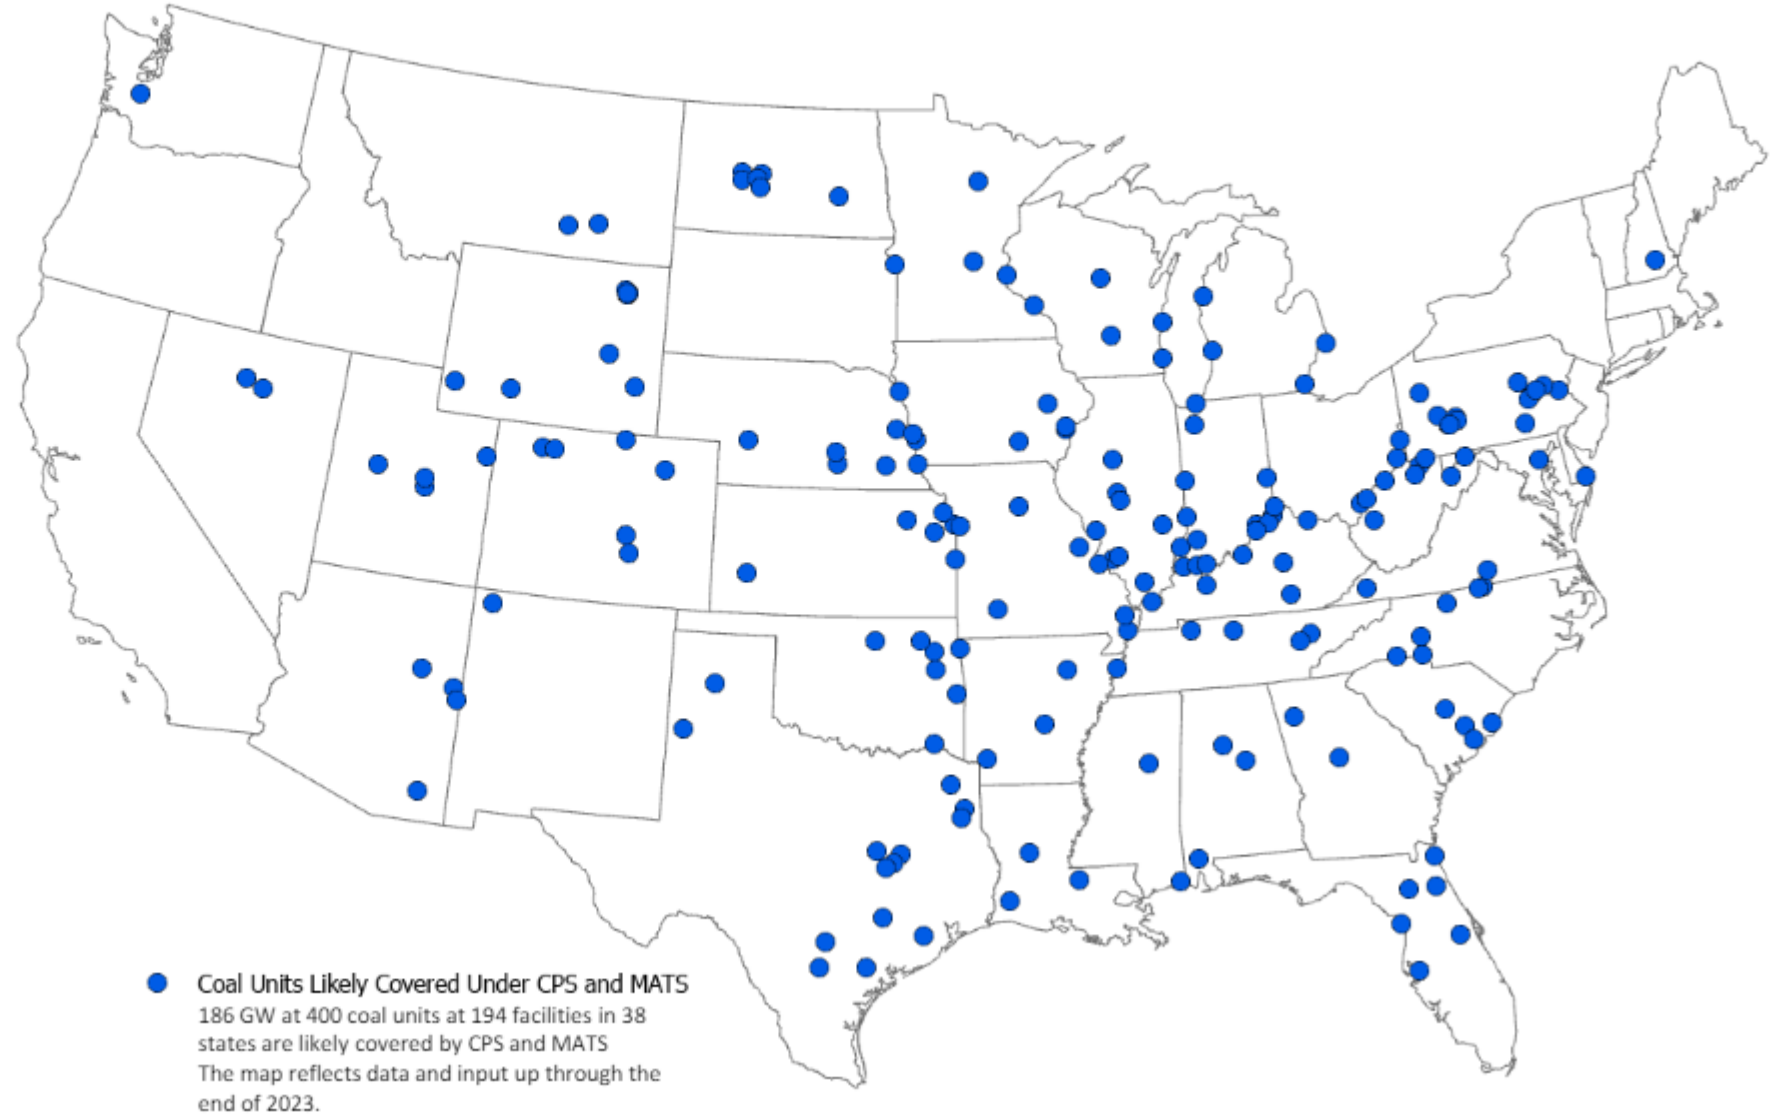 Coal Units Likely Covered Under CPS and MATS
186 GW at 400 coal units at 194 facilities in 38
states are likely covered by CPS and MATS
The map reflects data and input up through the
end of 2023.